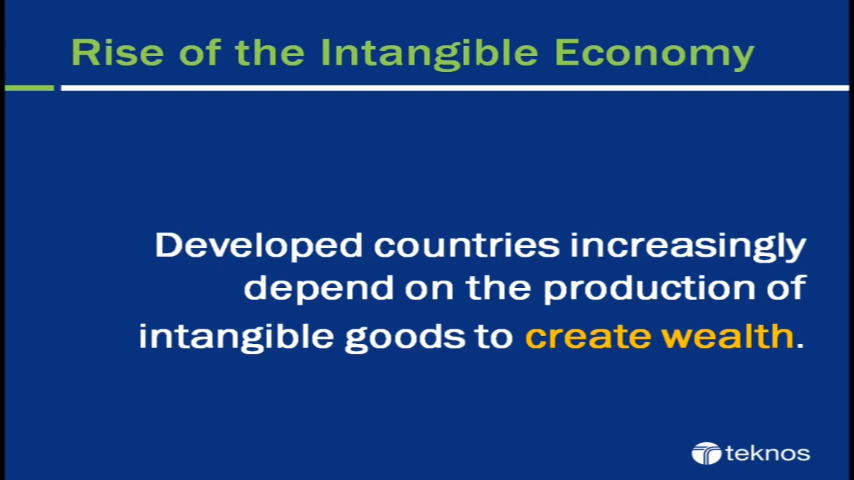 Rise of the Intangible Economy
Developed countries increasingly
depend on the production of
intangible goods to create wealth.
teknos